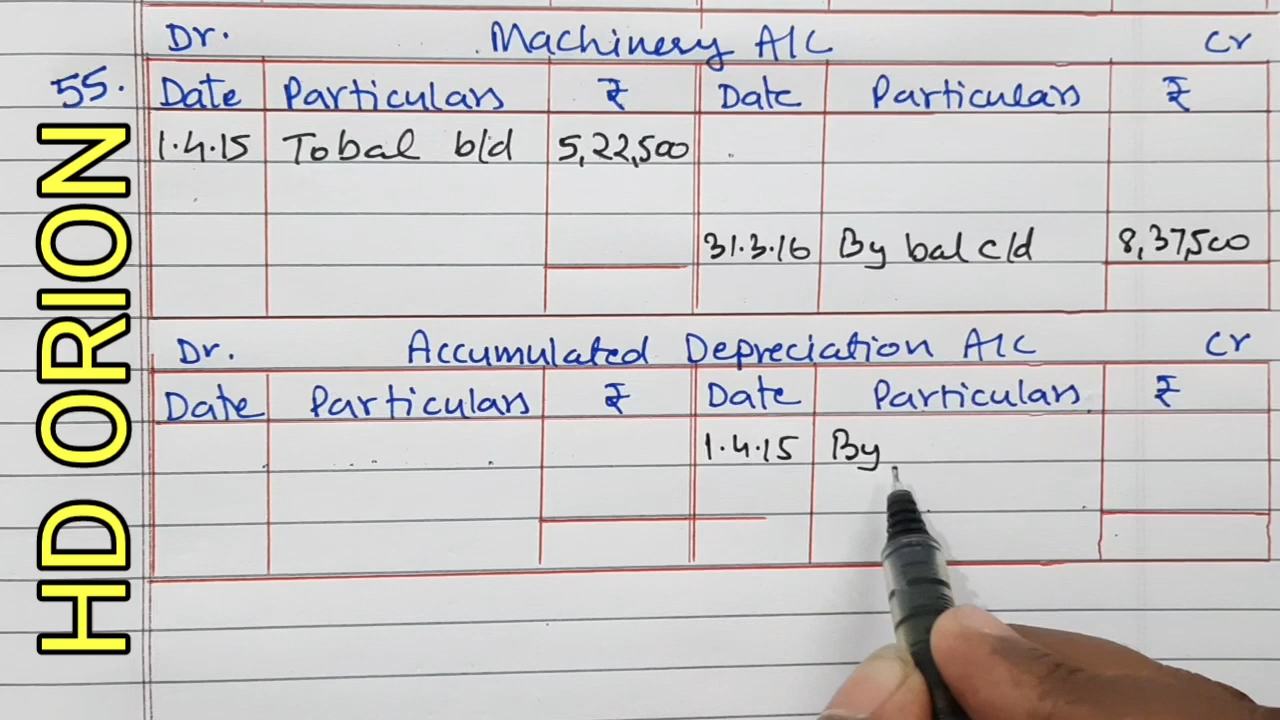 HD ORION
Dr. Machinery A/C Cr
55. Date Particulars ₹ Date Particulars ₹
1.4.15 To bal b/d 5,22,500
31.3.16 By bal c/d 8,37,500
Dr. Accumulated Depreciation A/C Cr
Date Particulars ₹ Date Particulars ₹
1.4.15 By